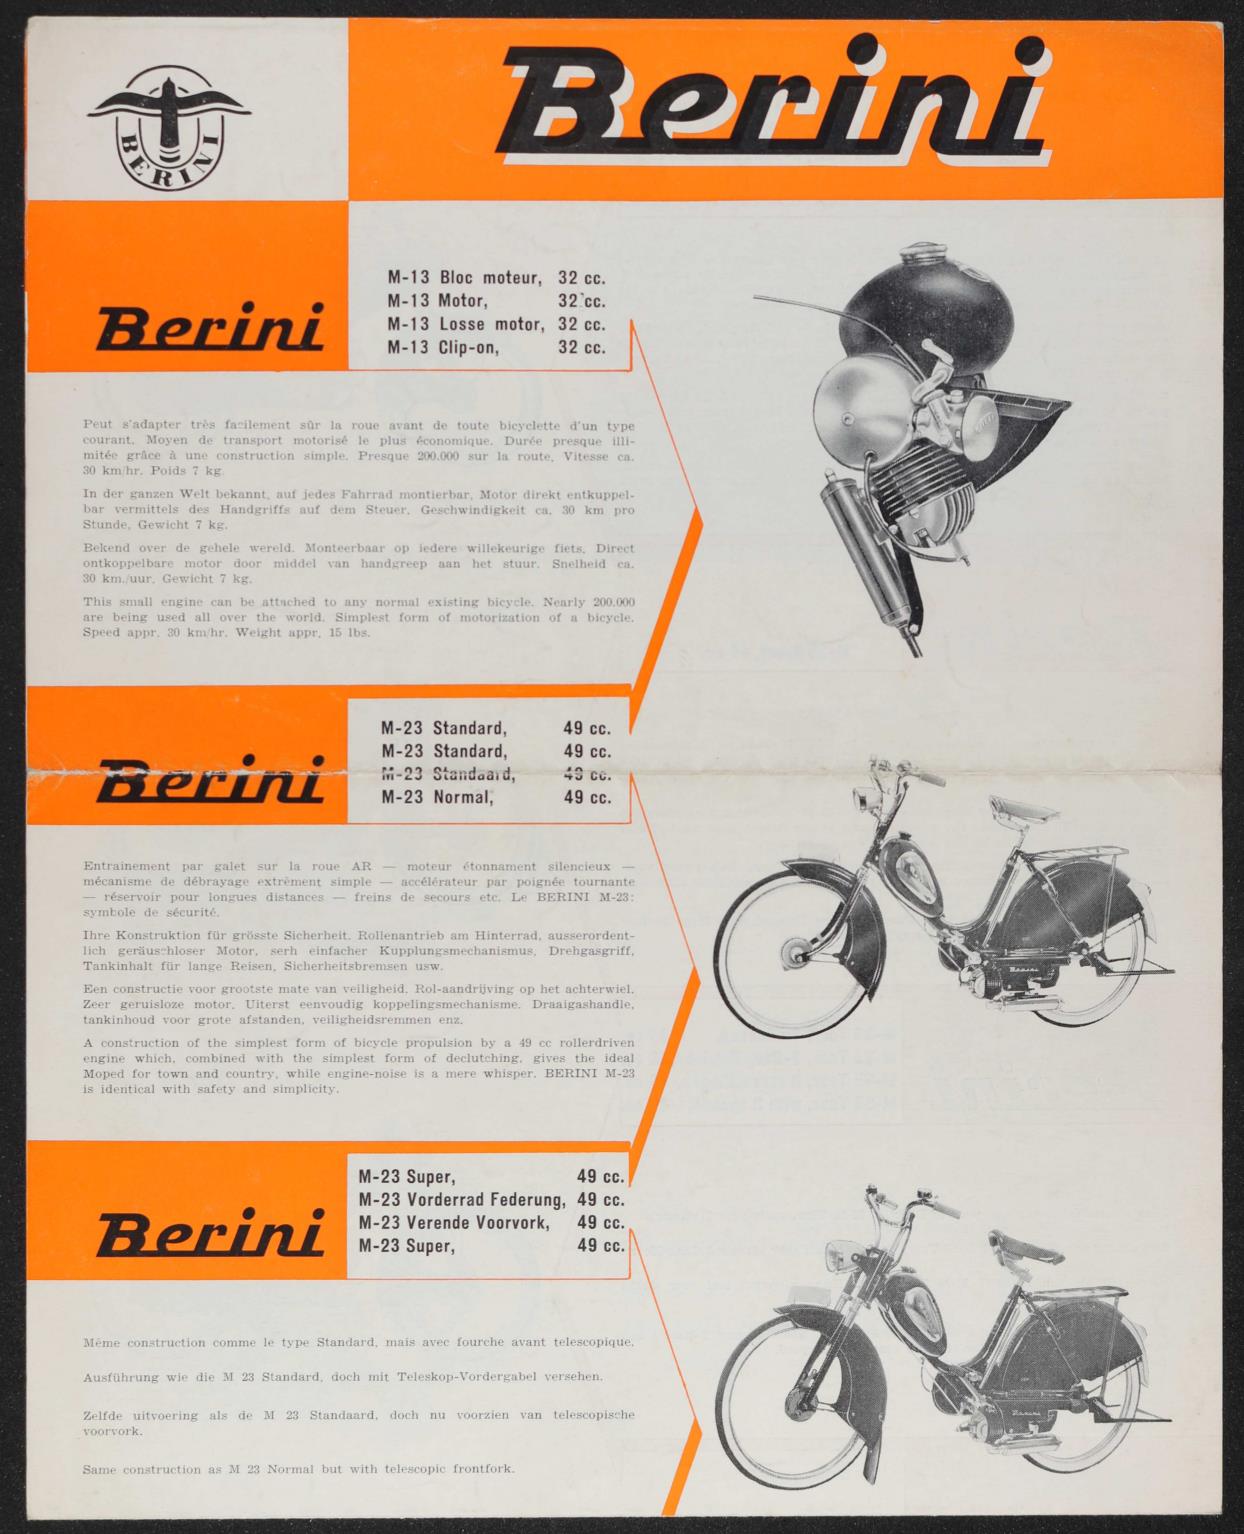 BERINI
Berini
Berini
M-13 Bloc moteur, 32 cc.
M-13 Motor, 32 cc.
M-13 Losse motor, 32 cc.
M-13 Clip-on, 32 cc.
Peut s'adapter très facilement sûr la roue avant de toute bicyclette d'un type
courant. Moyen de transport motorisé le plus économique. Durée presque illi-
mitée grâce à une construction simple. Presque 200.000 sur la route. Vitesse ca.
30 km/hr. Poids 7 kg
In der ganzen Welt bekannt, auf jedes Fahrrad montierbar, Motor direkt entkuppel-
bar vermittels des Handgriffs auf dem Steuer. Geschwindigkeit ca. 30 km pro
Stunde, Gewicht 7 kg.
Bekend over de gehele wereld. Monteerbaar op iedere willekeurige fiets. Direct
ontkoppelbare motor door middel van handgreep aan het stuur. Snelheid ca.
30 km./uur. Gewicht 7 kg.
This small engine can be attached to any normal existing bicycle. Nearly 200.000
are being used all over the world. Simplest form of motorization of a bicycle.
Speed appr. 30 km/hr. Weight appr. 15 lbs.
Berini
M-23 Standard, 49 cc.
M-23 Standard, 49 cc.
M-23 Standaard, 49 cc.
M-23 Normal, 49 cc.
Entrainement par galet sur la roue AR — moteur étonnament silencieux —
mécanisme de débrayage extrèment simple — accélérateur par poignée tournante
— réservoir pour longues distances — freins de secours etc. Le BERINI M-23:
symbole de sécurité.
Ihre Konstruktion für grösste Sicherheit. Rollenantrieb am Hinterrad, ausserordent-
lich geräuschloser Motor, serh einfacher Kupplungsmechanismus, Drehgasgriff,
Tankinhalt für lange Reisen, Sicherheitsbremsen usw.
Een constructie voor grootste mate van veiligheid. Rol-aandrijving op het achterwiel.
Zeer geruisloze motor. Uiterst eenvoudig koppelingsmechanisme. Draaigashandle,
tankinhoud voor grote afstanden, veiligheidsremmen enz.
A construction of the simplest form of bicycle propulsion by a 49 cc rollerdriven
engine which, combined with the simplest form of declutching, gives the ideal
Moped for town and country, while engine-noise is a mere whisper. BERINI M-23
is identical with safety and simplicity.
Berini
Berini
M-23 Super, 49 cc.
M-23 Vorderrad Federung, 49 cc.
M-23 Verende Voorvork, 49 cc.
M-23 Super, 49 cc.
Même construction comme le type Standard, mais avec fourche avant telescopique.
Ausführung wie die M 23 Standard, doch mit Teleskop-Vordergabel versehen.
Zelfde uitvoering als de M 23 Standaard, doch nu voorzien van telescopische
voorvork.
Same construction as M 23 Normal but with telescopic frontfork.
Berini